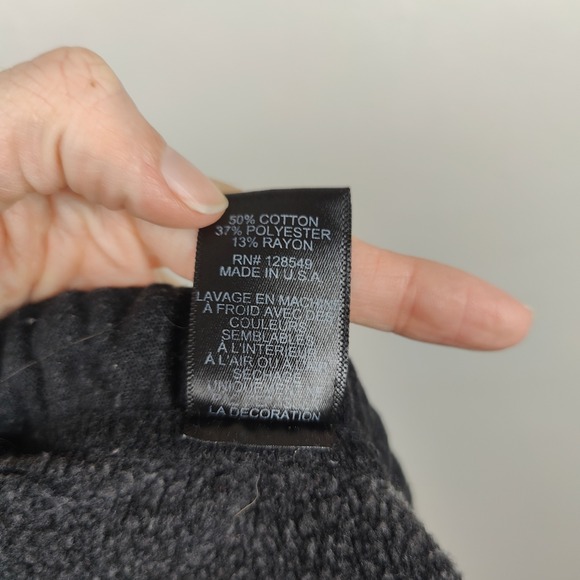 50% COTTON
37% POLYESTER
13% RAYON
RN# 128549
MADE IN U.S.A
LAVAGE EN MACHINE
À FROID AVEC DES
COULEURS
SEMBLABLES
À L'INTÉRIEUR
À L'AIR
LA DÉCORATION